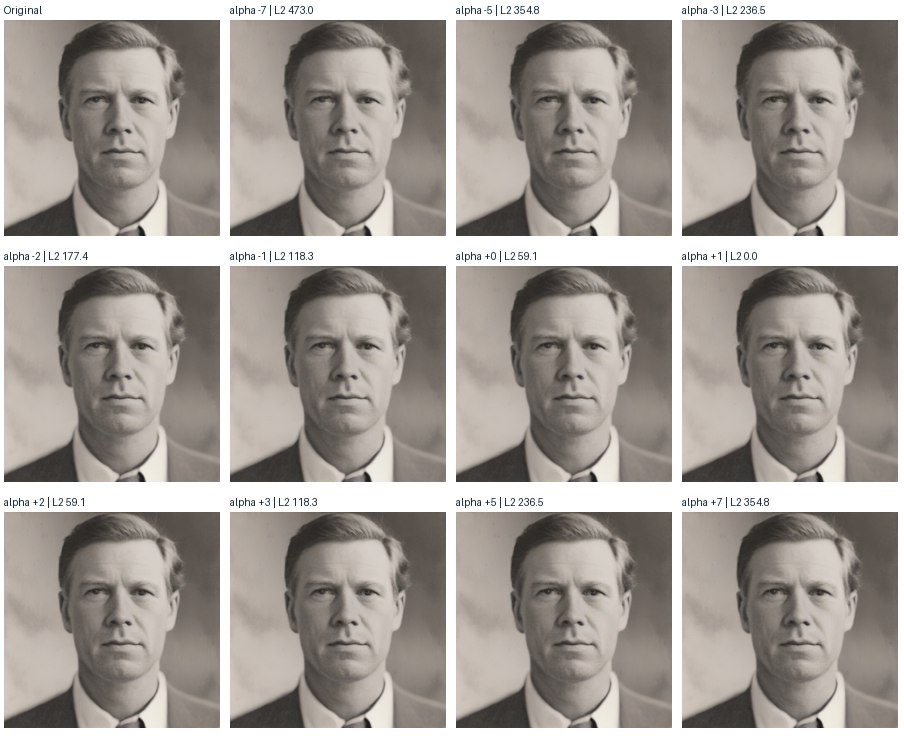 Original
alpha -7 | L2 473.0
alpha -5 | L2 354.8
alpha -3 | L2 236.5
alpha -2 | L2 177.4
alpha -1 | L2 118.3
alpha +0 | L2 59.1
alpha +1 | L2 0.0
alpha +2 | L2 59.1
alpha +3 | L2 118.3
alpha +5 | L2 236.5
alpha +7 | L2 354.8